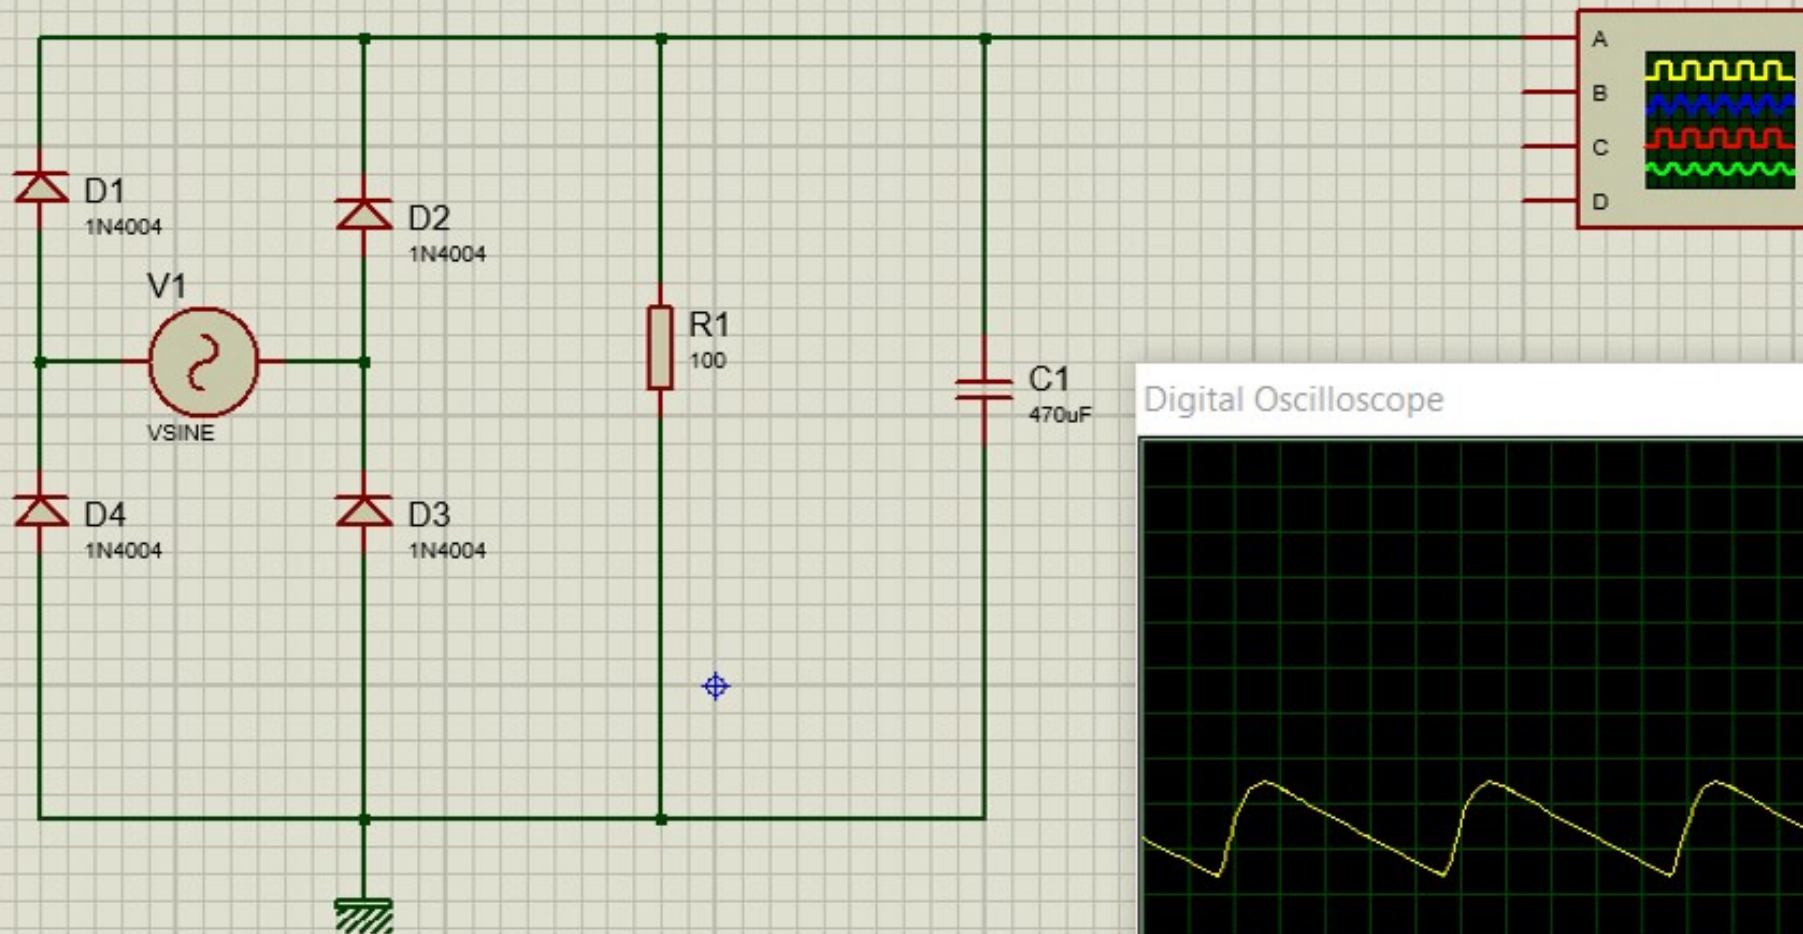 A
B
C
D
D1
1N4004
D2
1N4004
V1
VSINE
R1
100
C1
470uF
Digital Oscilloscope
D4
1N4004
D3
1N4004